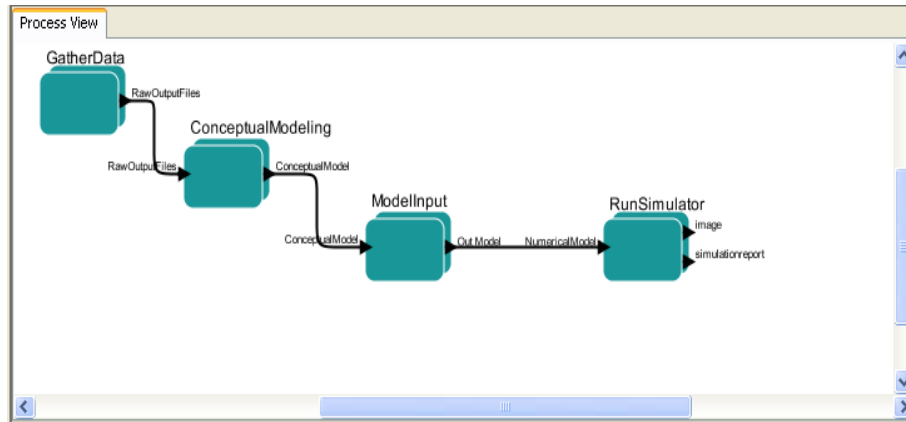 Process View
GatherData
RawOutputFiles
ConceptualModeling
RawOutputFiles
ConceptualModel
ModelInput
RunSimulator
image
ConceptualModel
Out Model
NumericalModel
simulationreport